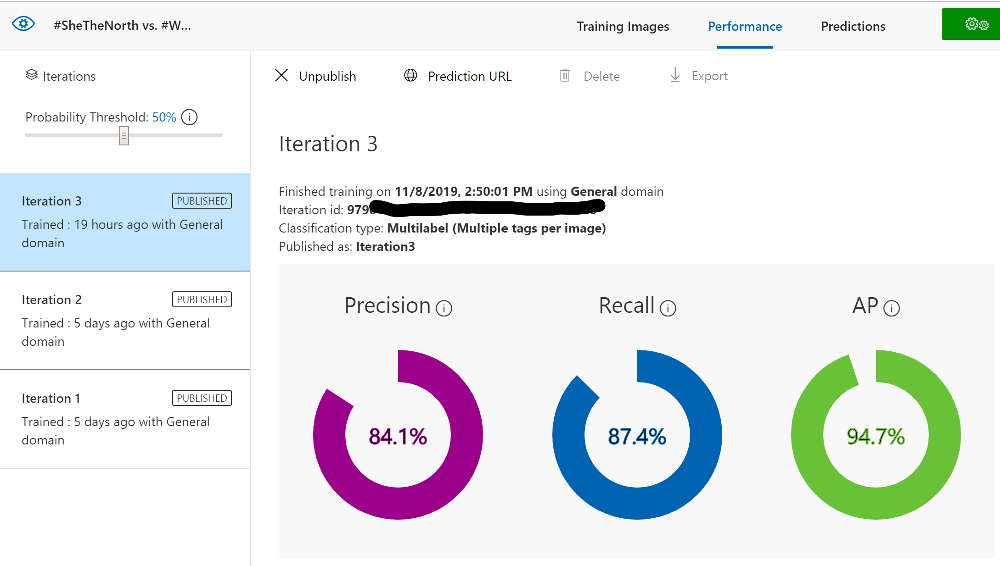 #SheTheNorth vs. #W...
Training Images
Performance
Predictions
Iterations
Probability Threshold: 50%
Iteration 3
PUBLISHED
Trained : 19 hours ago with General
domain
Iteration 2
PUBLISHED
Trained : 5 days ago with General
domain
Iteration 1
PUBLISHED
Trained : 5 days ago with General
domain
Unpublish
Prediction URL
Delete
Export
Iteration 3
Finished training on 11/8/2019, 2:50:01 PM using General domain
Iteration id:
Classification type: Multilabel (Multiple tags per image)
Published as: Iteration3
Precision
Recall
AP
84.1%
87.4%
94.7%